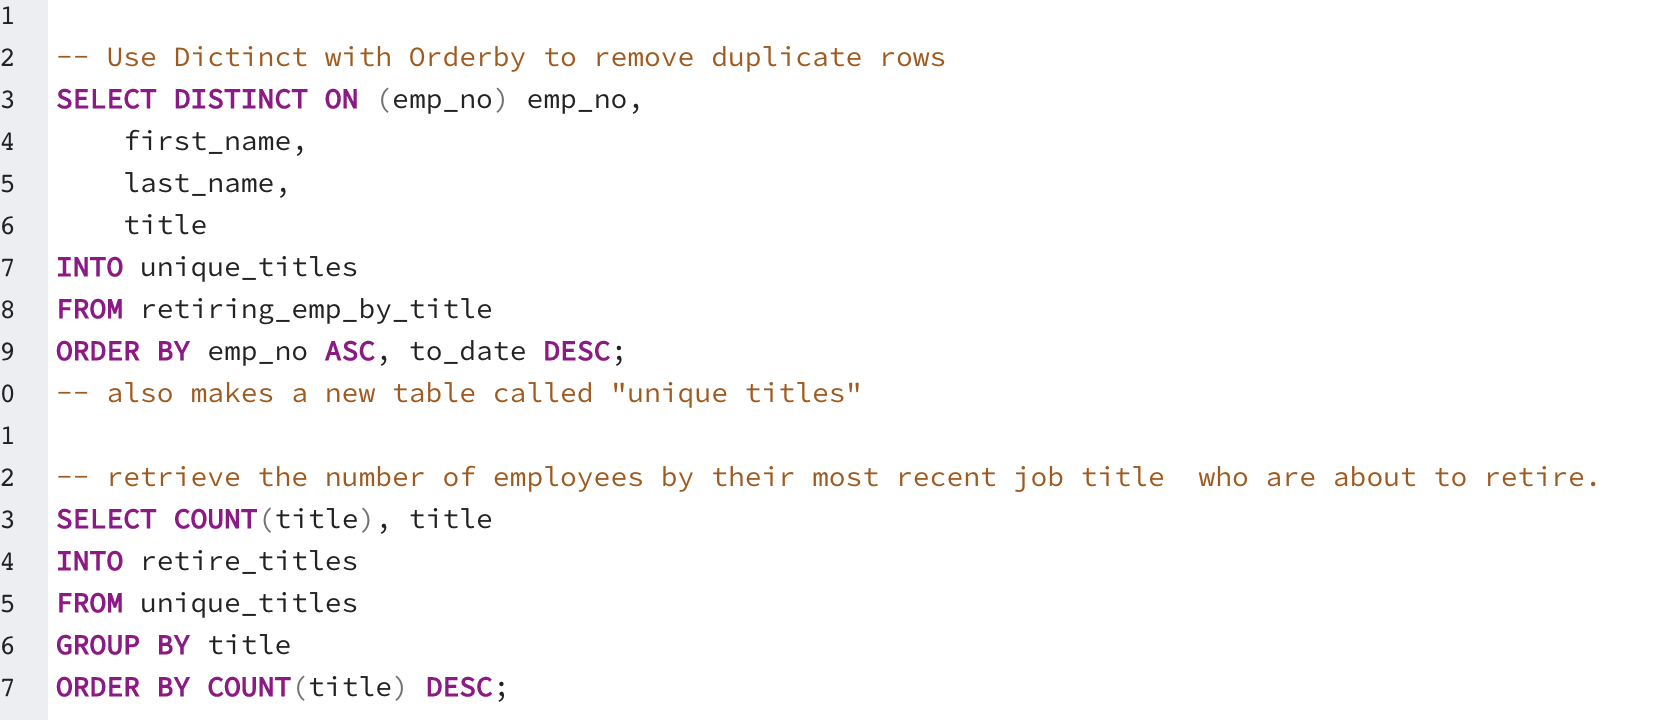 1
2 -- Use Dictinct with Orderby to remove duplicate rows
3 SELECT DISTINCT ON (emp_no) emp_no,
4     first_name,
5     last_name,
6     title
7 INTO unique_titles
8 FROM retiring_emp_by_title
9 ORDER BY emp_no ASC, to_date DESC;
0 -- also makes a new table called "unique titles"
1
2 -- retrieve the number of employees by their most recent job title  who are about to retire.
3 SELECT COUNT(title), title
4 INTO retire_titles
5 FROM unique_titles
6 GROUP BY title
7 ORDER BY COUNT(title) DESC;